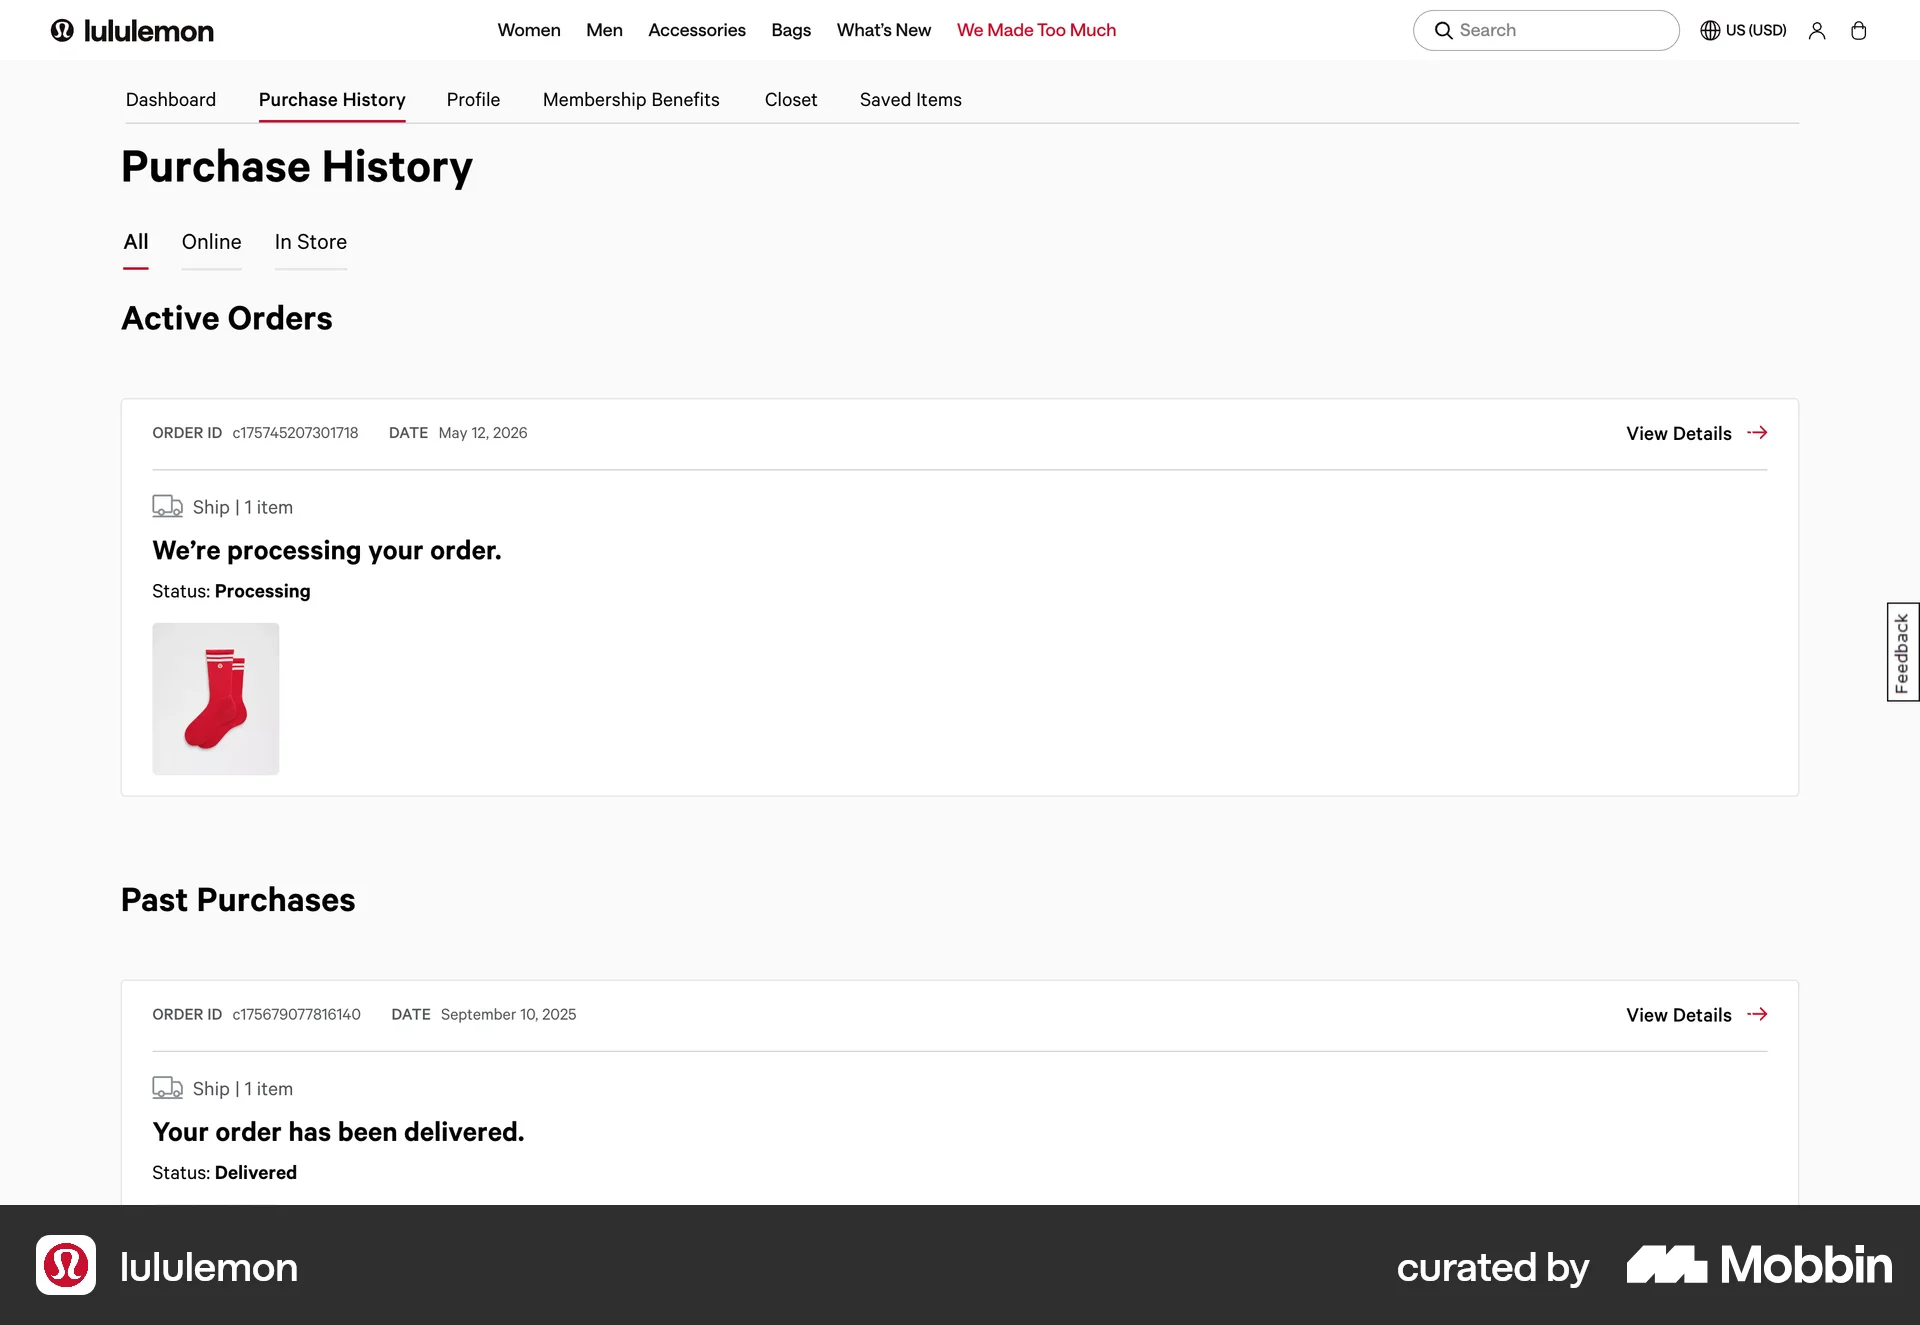 lululemon
Women Men Accessories Bags What's New We Made Too Much
Search
US (USD)
Dashboard Purchase History Profile Membership Benefits Closet Saved Items
Purchase History
All Online In Store
Active Orders
ORDER ID c175745207301718 DATE May 12, 2026
View Details
Ship | 1 item
We’re processing your order.
Status: Processing
Feedback
Past Purchases
ORDER ID c175679077816140 DATE September 10, 2025
View Details
Ship | 1 item
Your order has been delivered.
Status: Delivered
lululemon
curated by Mobbin